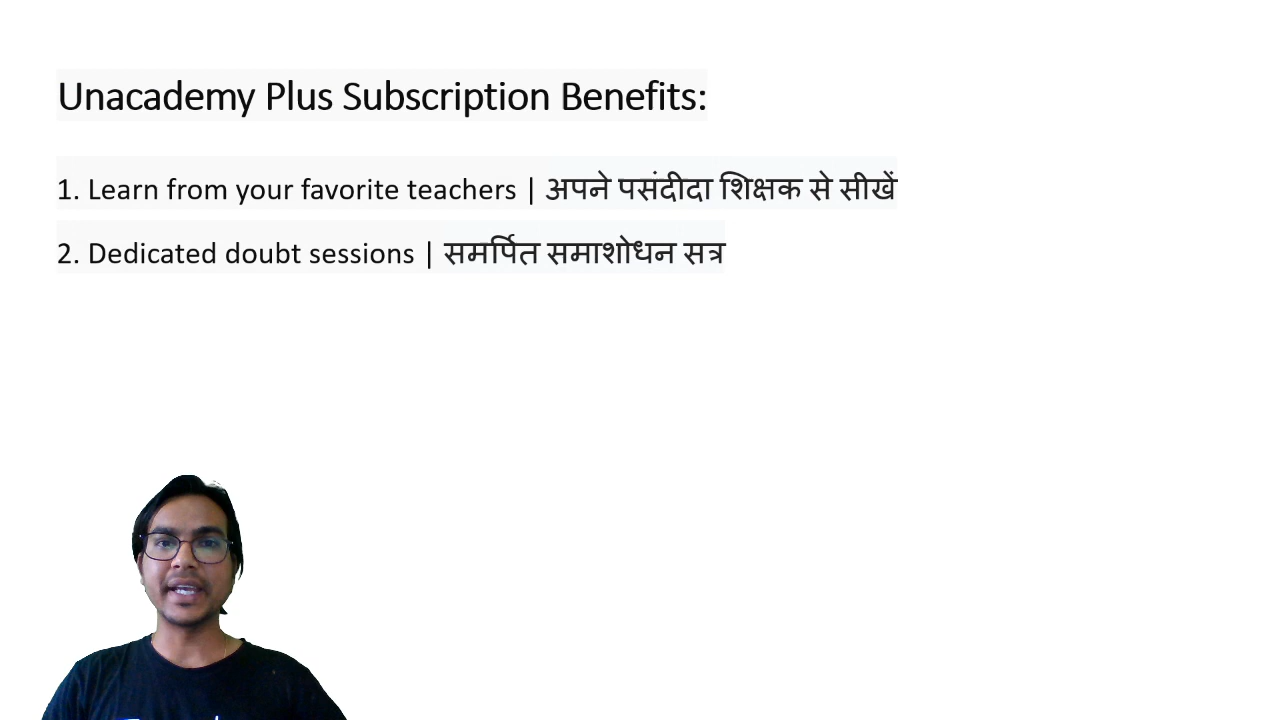 Unacademy Plus Subscription Benefits:
1. Learn from your favorite teachers | अपने पसंदीदा शिक्षक से सीखें
2. Dedicated doubt sessions | समर्पित समाशोधन सत्र